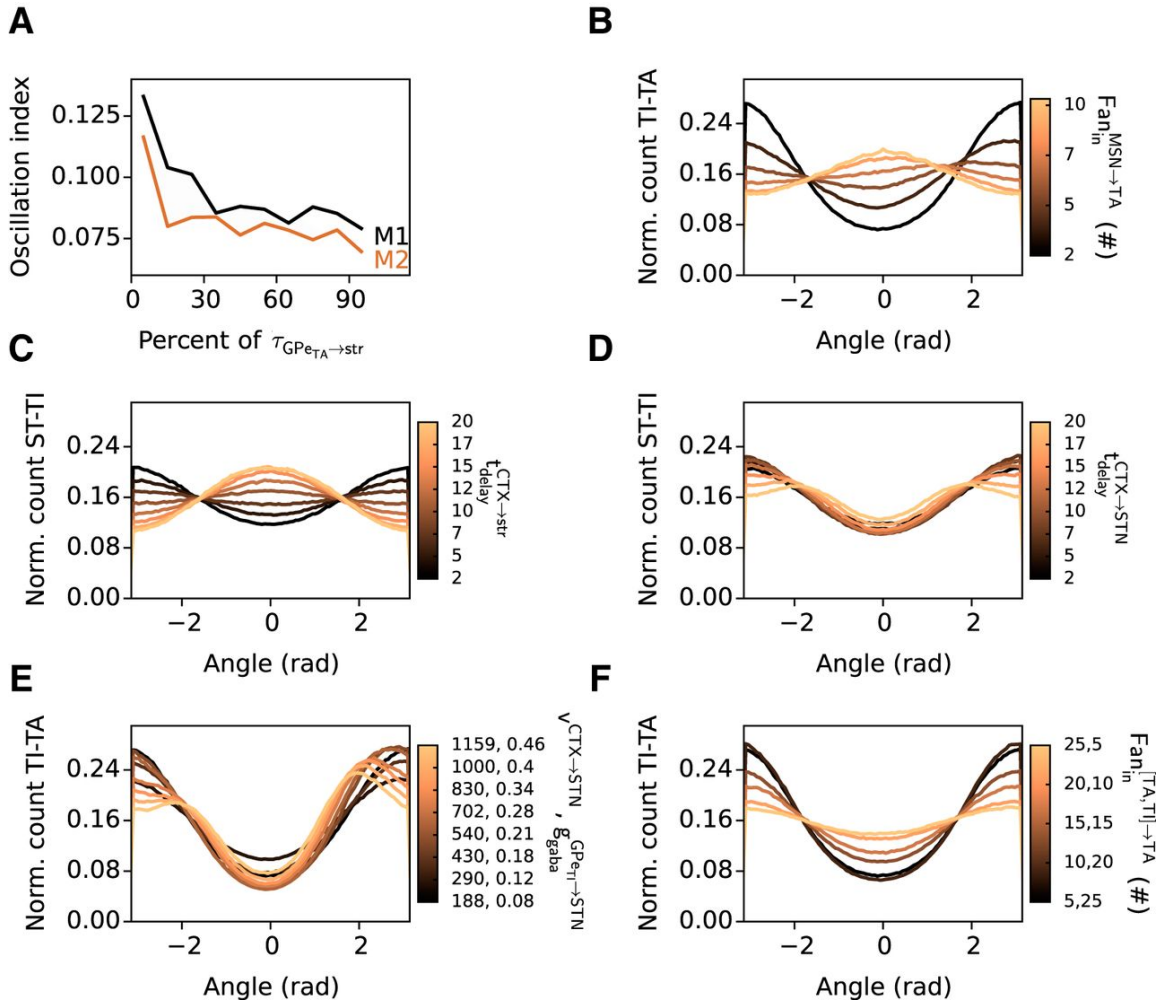 A
Oscillation index
0.125
0.100
0.075
M1
M2
0 30 60 90
Percent of τGPeTA→str
B
Norm. count TI-TA
0.24
0.16
0.08
0.00
−2 0 2
Angle (rad)
10
7
5
2
FaninMSN→TA (#)
C
Norm. count ST-TI
0.24
0.16
0.08
0.00
−2 0 2
Angle (rad)
20
17
15
12
10
7
5
2
tdelayCTX→str
D
Norm. count ST-TI
0.24
0.16
0.08
0.00
−2 0 2
Angle (rad)
20
17
15
12
10
7
5
2
tdelayCTX→STN
E
Norm. count TI-TA
0.24
0.16
0.08
0.00
−2 0 2
Angle (rad)
1159, 0.46
1000, 0.4
830, 0.34
702, 0.28
540, 0.21
430, 0.18
290, 0.12
188, 0.08
νCTX→STN, ggabaGPeTI→STN
F
Norm. count TI-TA
0.24
0.16
0.08
0.00
−2 0 2
Angle (rad)
25,5
20,10
15,15
10,20
5,25
Fanin[TA,TI]→TA (#)